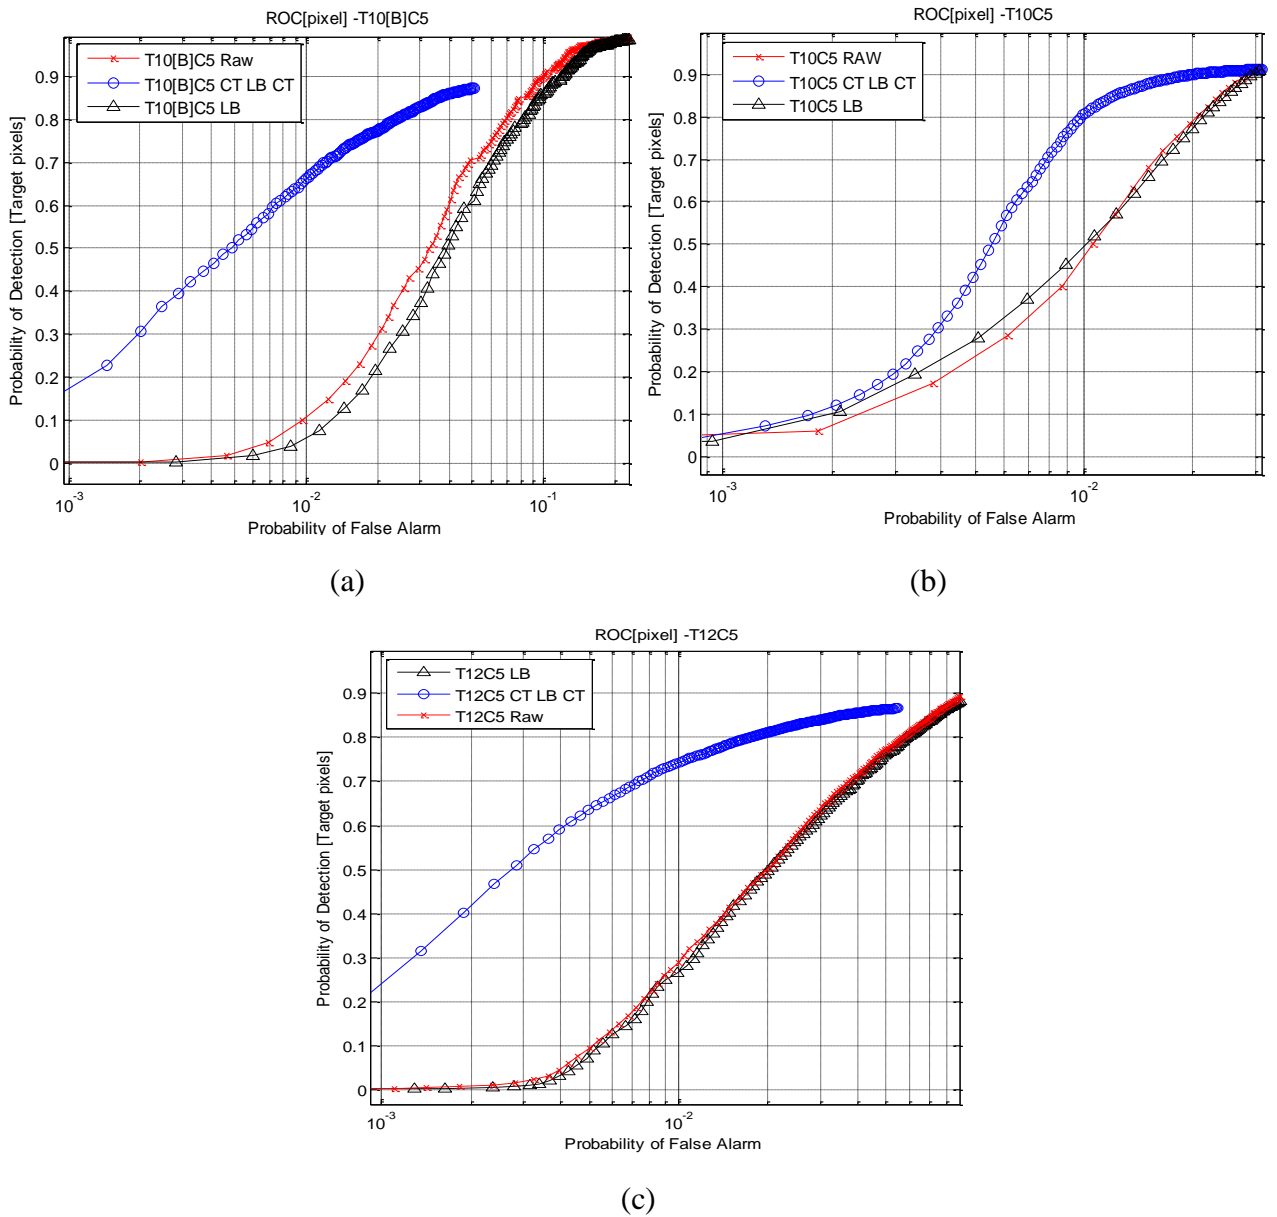 ROC[pixel] -T10[B]C5
T10[B]C5 Raw
T10[B]C5 CT LB CT
T10[B]C5 LB
Probability of Detection [Target pixels]
0.9
0.8
0.7
0.6
0.5
0.4
0.3
0.2
0.1
0
10-3
10-2
10-1
Probability of False Alarm
(a)
ROC[pixel] -T10C5
T10C5 RAW
T10C5 CT LB CT
T10C5 LB
Probability of Detection [Target pixels]
1
0.9
0.8
0.7
0.6
0.5
0.4
0.3
0.2
0.1
0
10-3
10-2
Probability of False Alarm
(b)
ROC[pixel] -T12C5
T12C5 LB
T12C5 CT LB CT
T12C5 Raw
Probability of Detection [Target pixels]
0.9
0.8
0.7
0.6
0.5
0.4
0.3
0.2
0.1
0
10-3
10-2
Probability of False Alarm
(c)